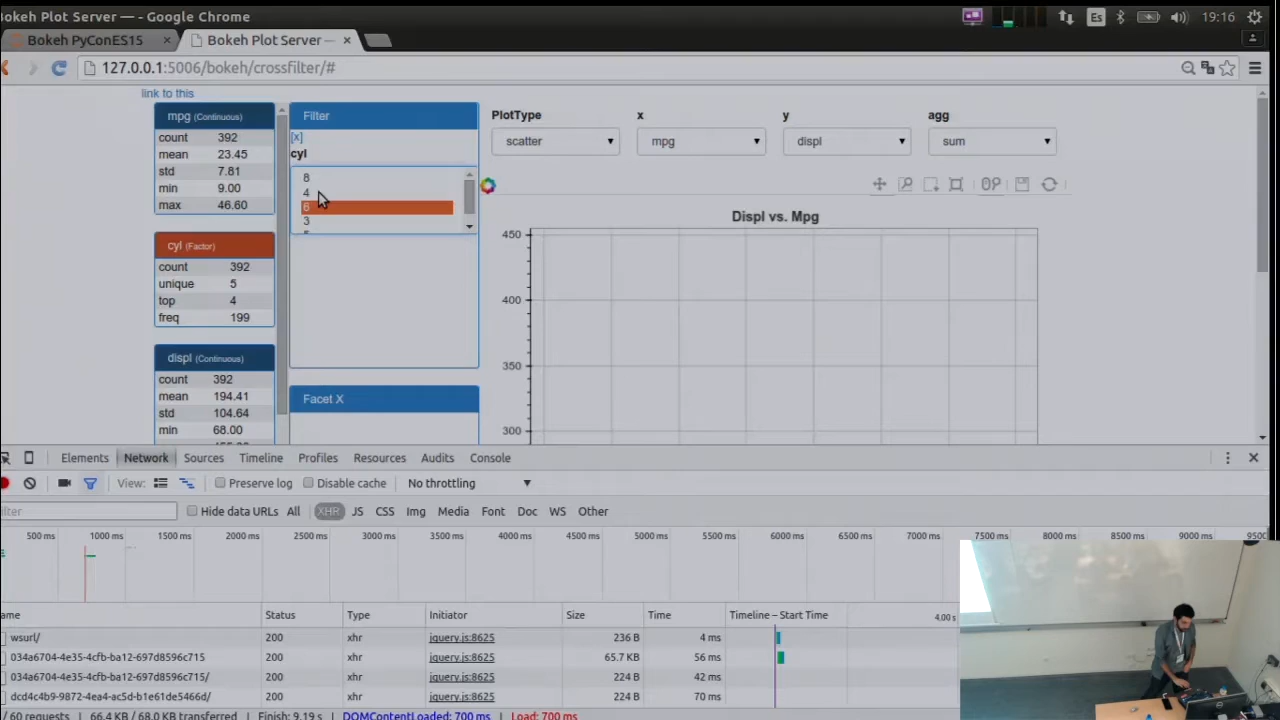 Bokeh Plot Server — - Google Chrome
Es
19:16
Bokeh PyConES15 ×
Bokeh Plot Server — ×
127.0.0.1:5006/bokeh/crossfilter/#
link to this
mpg (Continuous)
count 392
mean 23.45
std 7.81
min 9.00
max 46.60
cyl (Factor)
count 392
unique 5
top 4
freq 199
displ (Continuous)
count 392
mean 194.41
std 104.64
min 68.00
Filter
[x]
cyl
8
4
6
3
Facet X
PlotType x y agg
scatter mpg displ sum
Displ vs. Mpg
450
400
350
300
Elements Network Sources Timeline Profiles Resources Audits Console
View: Preserve log Disable cache No throttling
Hide data URLs All XHR JS CSS Img Media Font Doc WS Other
500 ms 1000 ms 1500 ms 2000 ms 2500 ms 3000 ms 3500 ms 4000 ms 4500 ms 5000 ms 5500 ms 6000 ms 6500 ms 7000 ms 7500 ms 8000 ms 8500 ms 9000 ms 9500
ame Status Type Initiator Size Time Timeline – Start Time 4.00 s
wsurl/ 200 xhr jquery.js:8625 236 B 4 ms
034a6704-4e35-4cfb-ba12-697d8596c715 200 xhr jquery.js:8625 65.7 KB 56 ms
034a6704-4e35-4cfb-ba12-697d8596c715/ 200 xhr jquery.js:8625 224 B 42 ms
dcd4c4b9-9872-4ea4-ac5d-b1e61de5466d/ 200 xhr jquery.js:8625 224 B 70 ms
/ 60 requests | 66.4 KB / 68.0 KB transferred | Finish: 9.19 s | DOMContentLoaded: 700 ms | Load: 700 ms